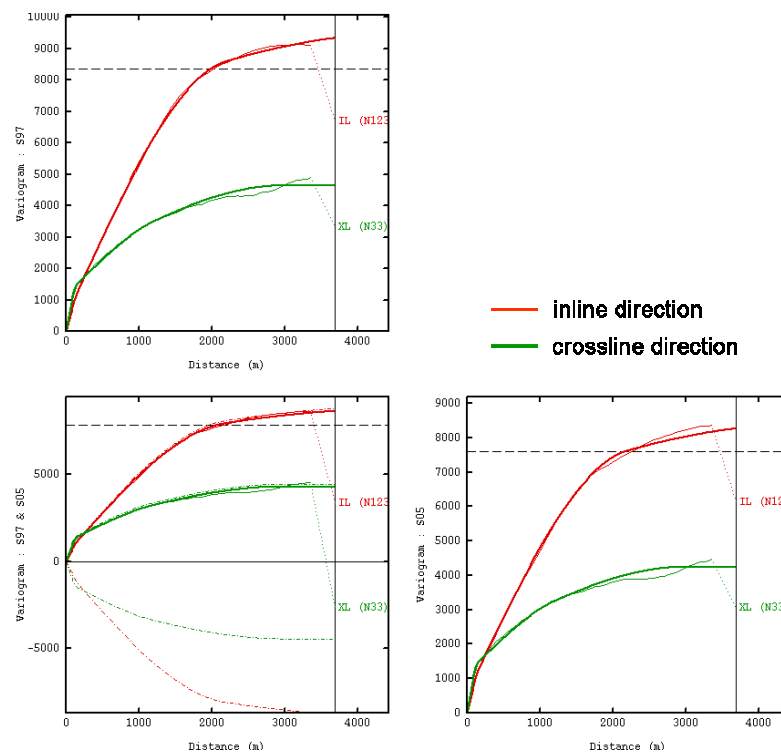 10000
9000
8000
7000
6000
5000
4000
3000
2000
1000
0
Variogram : S97
IL (N123
XL (N33)
0 1000 2000 3000 4000
Distance (m)
inline direction
crossline direction
5000
0
-5000
Variogram : S97 & S05
IL (N123
XL (N33)
0 1000 2000 3000 4000
Distance (m)
9000
8000
7000
6000
5000
4000
3000
2000
1000
0
Variogram : S05
IL (N12
XL (N33
0 1000 2000 3000 4000
Distance (m)